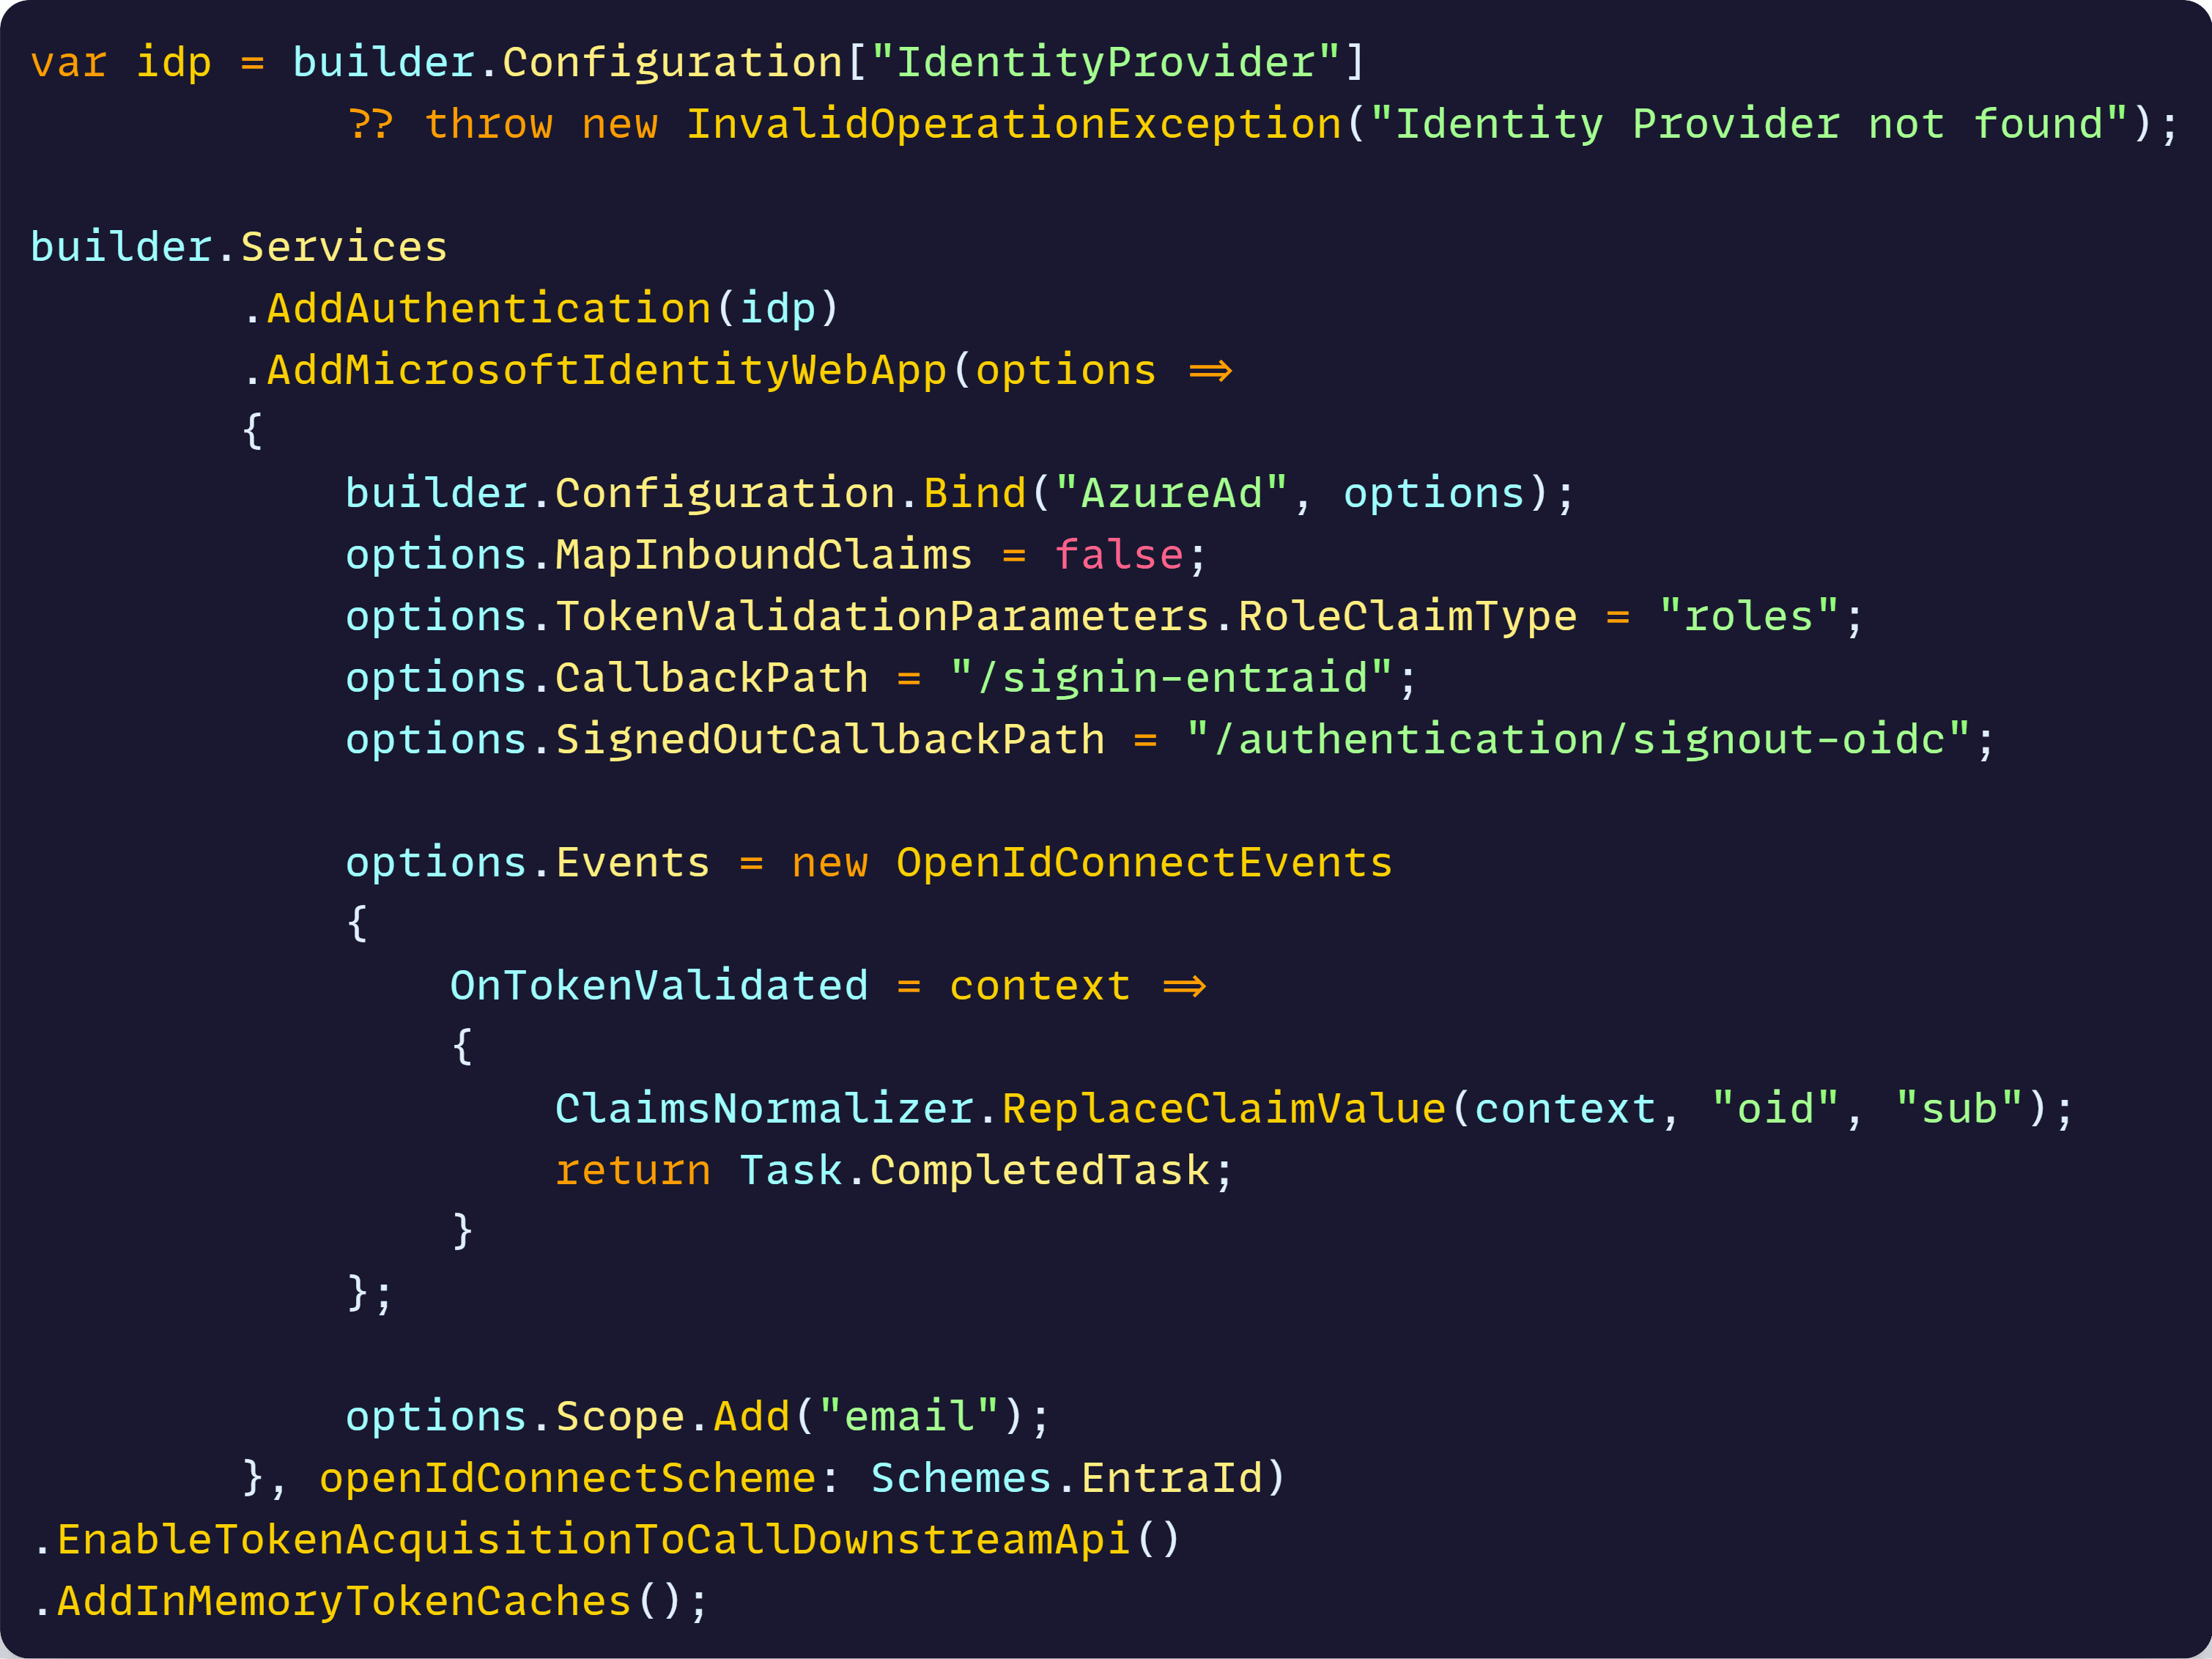 var idp = builder.Configuration["IdentityProvider"]
            ?? throw new InvalidOperationException("Identity Provider not found");

builder.Services
        .AddAuthentication(idp)
        .AddMicrosoftIdentityWebApp(options =>
        {
            builder.Configuration.Bind("AzureAd", options);
            options.MapInboundClaims = false;
            options.TokenValidationParameters.RoleClaimType = "roles";
            options.CallbackPath = "/signin-entraid";
            options.SignedOutCallbackPath = "/authentication/signout-oidc";

            options.Events = new OpenIdConnectEvents
            {
                OnTokenValidated = context =>
                {
                    ClaimsNormalizer.ReplaceClaimValue(context, "oid", "sub");
                    return Task.CompletedTask;
                }
            };

            options.Scope.Add("email");
        }, openIdConnectScheme: Schemes.EntraId)
.EnableTokenAcquisitionToCallDownstreamApi()
.AddInMemoryTokenCaches();